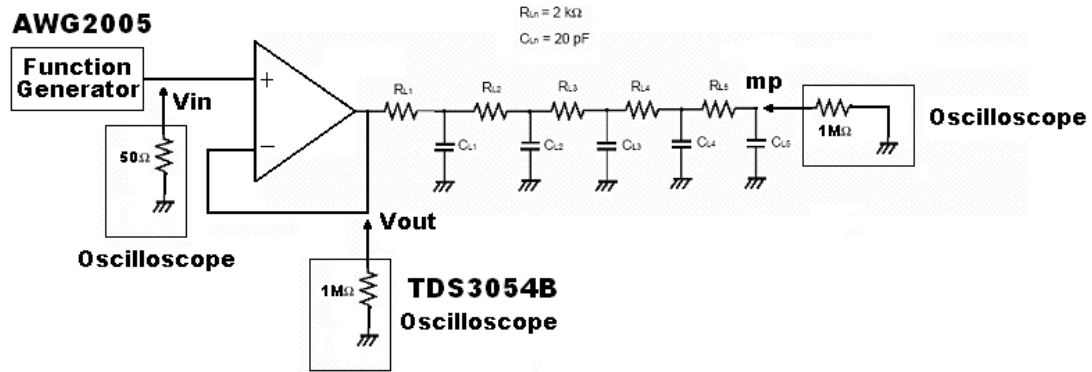 AWG2005
Function
Generator
Vin
50Ω
Oscilloscope
+
−
Vout
1MΩ
TDS3054B
Oscilloscope
RLn = 2 kΩ
CLn = 20 pF
RL1
RL2
RL3
RL4
RL5
CL1
CL2
CL3
CL4
CL5
mp
1MΩ
Oscilloscope